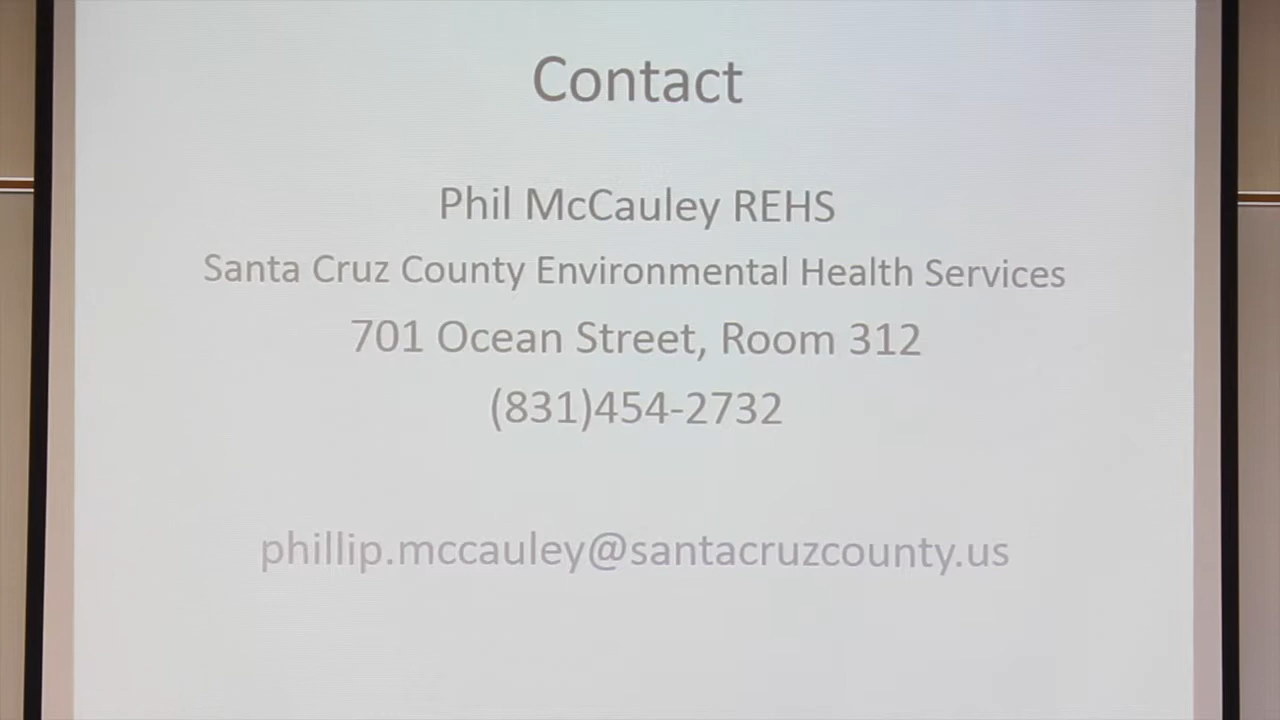 Contact
Phil McCauley REHS
Santa Cruz County Environmental Health Services
701 Ocean Street, Room 312
(831)454-2732
phillip.mccauley@santacruzcounty.us